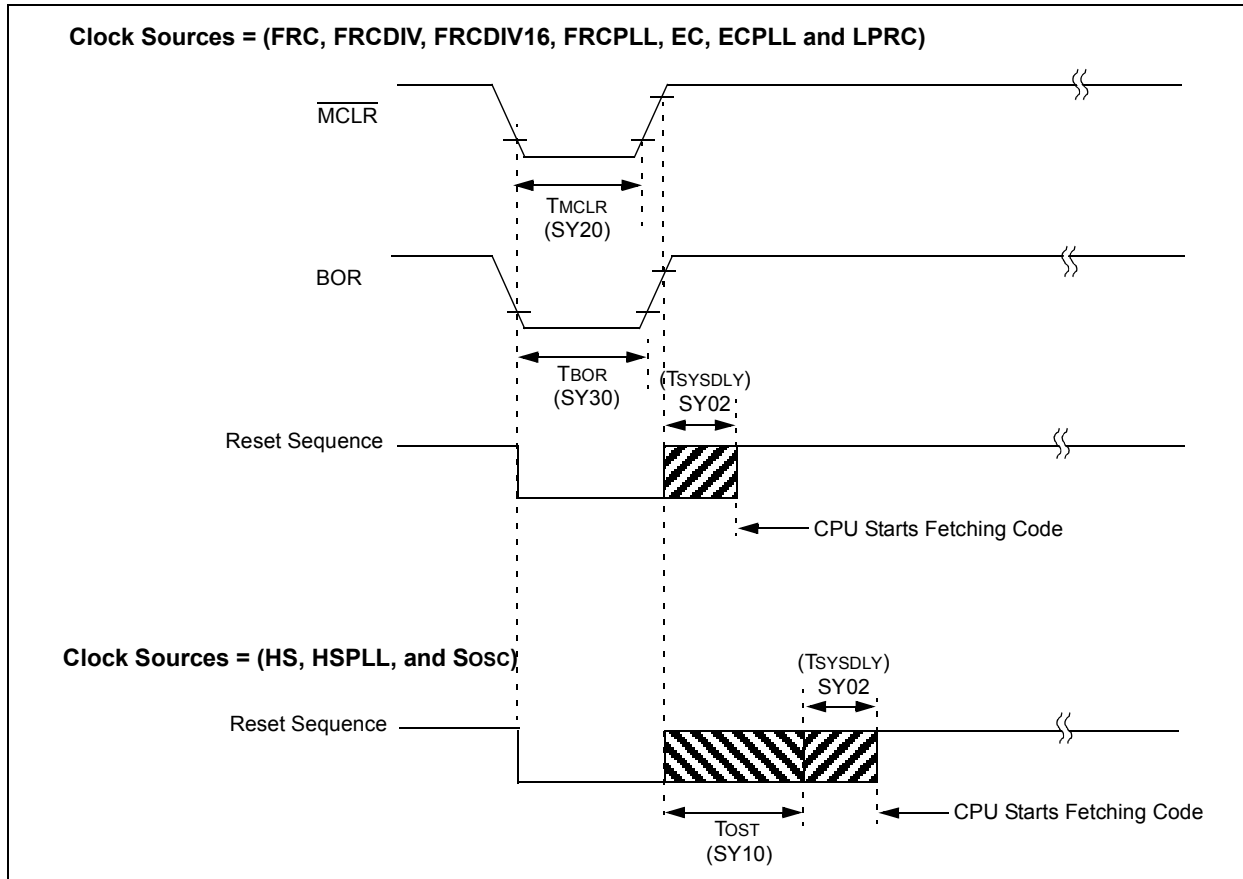 Clock Sources = (FRC, FRCDIV, FRCDIV16, FRCPLL, EC, ECPLL and LPRC)
MCLR
TMCLR
(SY20)
BOR
TBOR
(SY30)
(TSYSDLY)
SY02
Reset Sequence
CPU Starts Fetching Code
Clock Sources = (HS, HSPLL, and SOSC)
(TSYSDLY)
SY02
Reset Sequence
CPU Starts Fetching Code
TOST
(SY10)